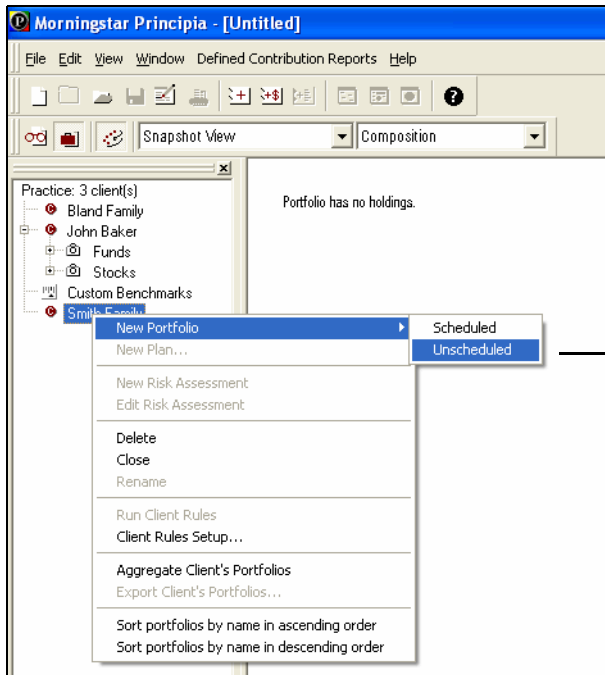 Morningstar Principia - [Untitled]
File Edit View Window Defined Contribution Reports Help
Snapshot View Composition
Practice: 3 client(s)
Bland Family
John Baker
Funds
Stocks
Custom Benchmarks
Smith Family
Portfolio has no holdings.
New Portfolio
Scheduled
Unscheduled
New Plan...
New Risk Assessment
Edit Risk Assessment
Delete
Close
Rename
Run Client Rules
Client Rules Setup...
Aggregate Client's Portfolios
Export Client's Portfolios...
Sort portfolios by name in ascending order
Sort portfolios by name in descending order